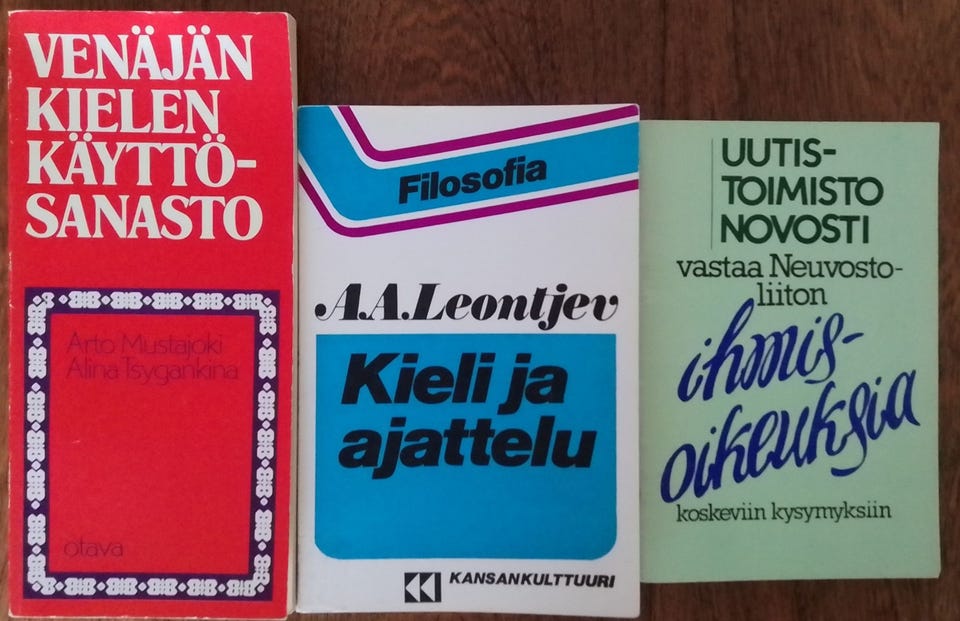 VENÄJÄN
KIELEN
KÄYTTÖ-
SANASTO
Arto Mustajoki
Alina Tsygankina
otava
Filosofia
A.A.Leontjev
Kieli ja
ajattelu
KANSANKULTTUURI
UUTIS-
TOIMISTO
NOVOSTI
vastaa Neuvosto-
liiton
ihmis-
oikeuksia
koskeviin kysymyksiin